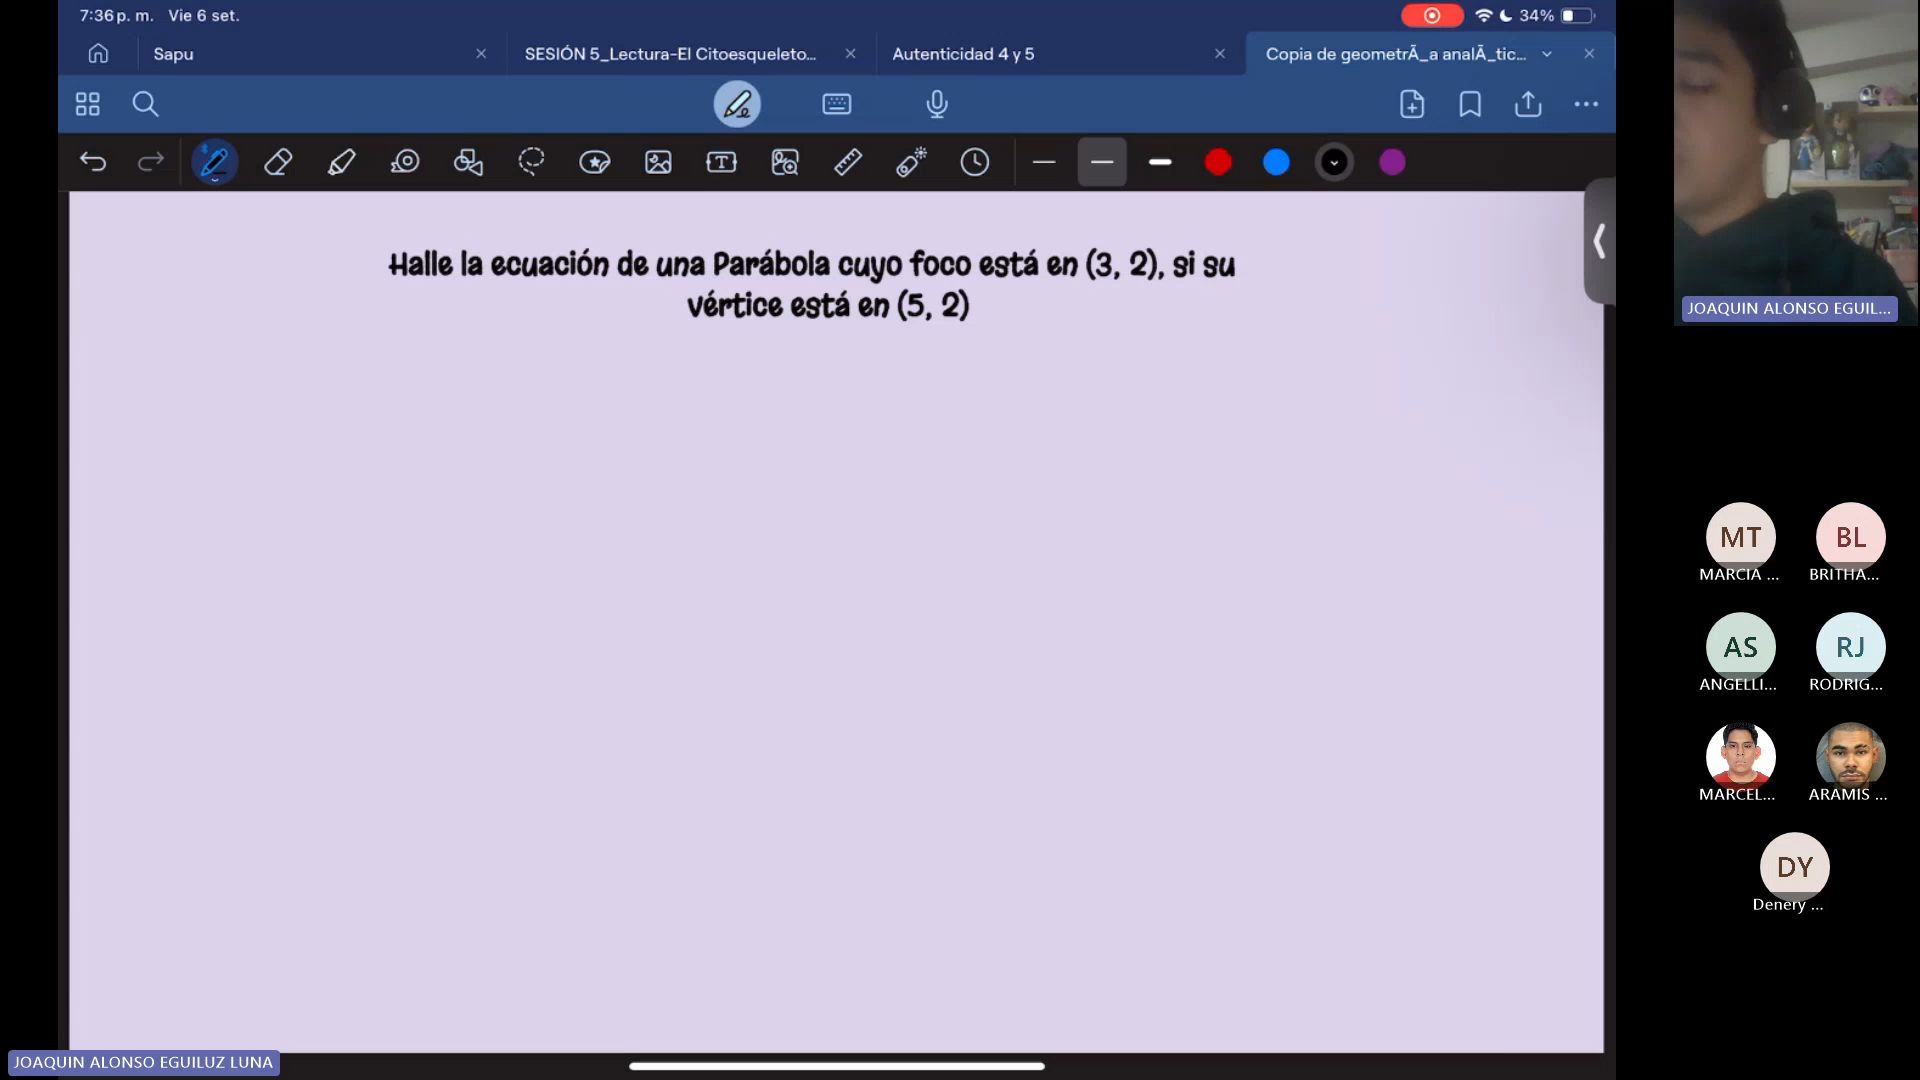 7:36 p. m. Vie 6 set.
34%
Sapu
SESIÓN 5_Lectura-El Citoesqueleto...
Autenticidad 4 y 5
Copia de geometrÃ_a analÃ_tic...
Halle la ecuación de una Parábola cuyo foco está en (3, 2), si su
vértice está en (5, 2)
JOAQUIN ALONSO EGUIL...
MT
BL
MARCIA ...
BRITHA...
AS
RJ
ANGELLI...
RODRIG...
MARCEL...
ARAMIS ...
DY
Denery ...
JOAQUIN ALONSO EGUILUZ LUNA